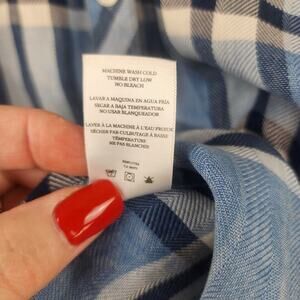 MACHINE WASH COLD
TUMBLE DRY LOW
NO BLEACH
LAVAR A MAQUINA EN AGUA FRÍA
SECAR A BAJA TEMPERATURA
NO USAR BLANQUEADOR
LAVER À LA MACHINE À L'EAU FROIDE
SÉCHER PAR CULBUTAGE À BASSE
TEMPÉRATURE
NE PAS BLANCHIR